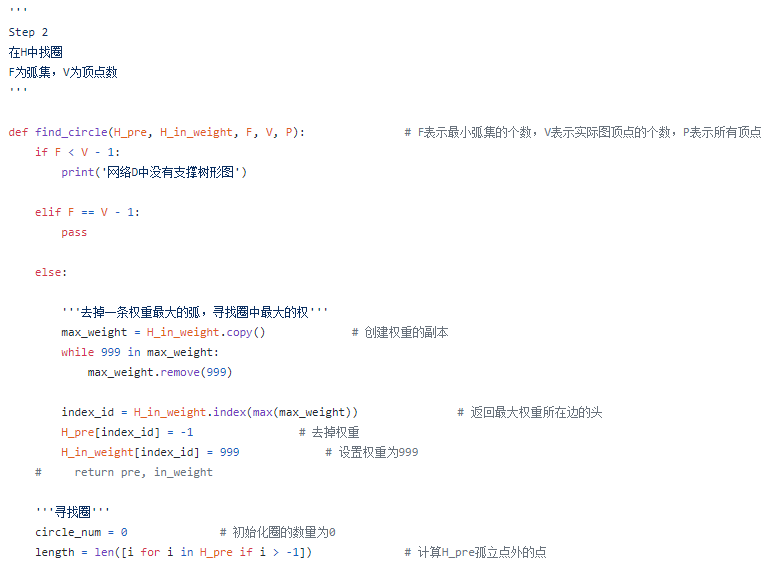 '''
Step 2
在H中找圈
F为弧集，V为顶点数
'''
def find_circle(H_pre, H_in_weight, F, V, P): # F表示最小弧集的个数，V表示实际图顶点的个数，P表示所有顶点
if F < V - 1:
print('网络D中没有支撑树形图')
elif F == V - 1:
pass
else:
'''去掉一条权重最大的弧，寻找圈中最大的权'''
max_weight = H_in_weight.copy() # 创建权重的副本
while 999 in max_weight:
max_weight.remove(999)
index_id = H_in_weight.index(max(max_weight)) # 返回最大权重所在边的头
H_pre[index_id] = -1 # 去掉权重
H_in_weight[index_id] = 999 # 设置权重为999
# return pre, in_weight
'''寻找圈'''
circle_num = 0 # 初始化圈的数量为0
length = len([i for i in H_pre if i > -1]) # 计算H_pre孤立点外的点